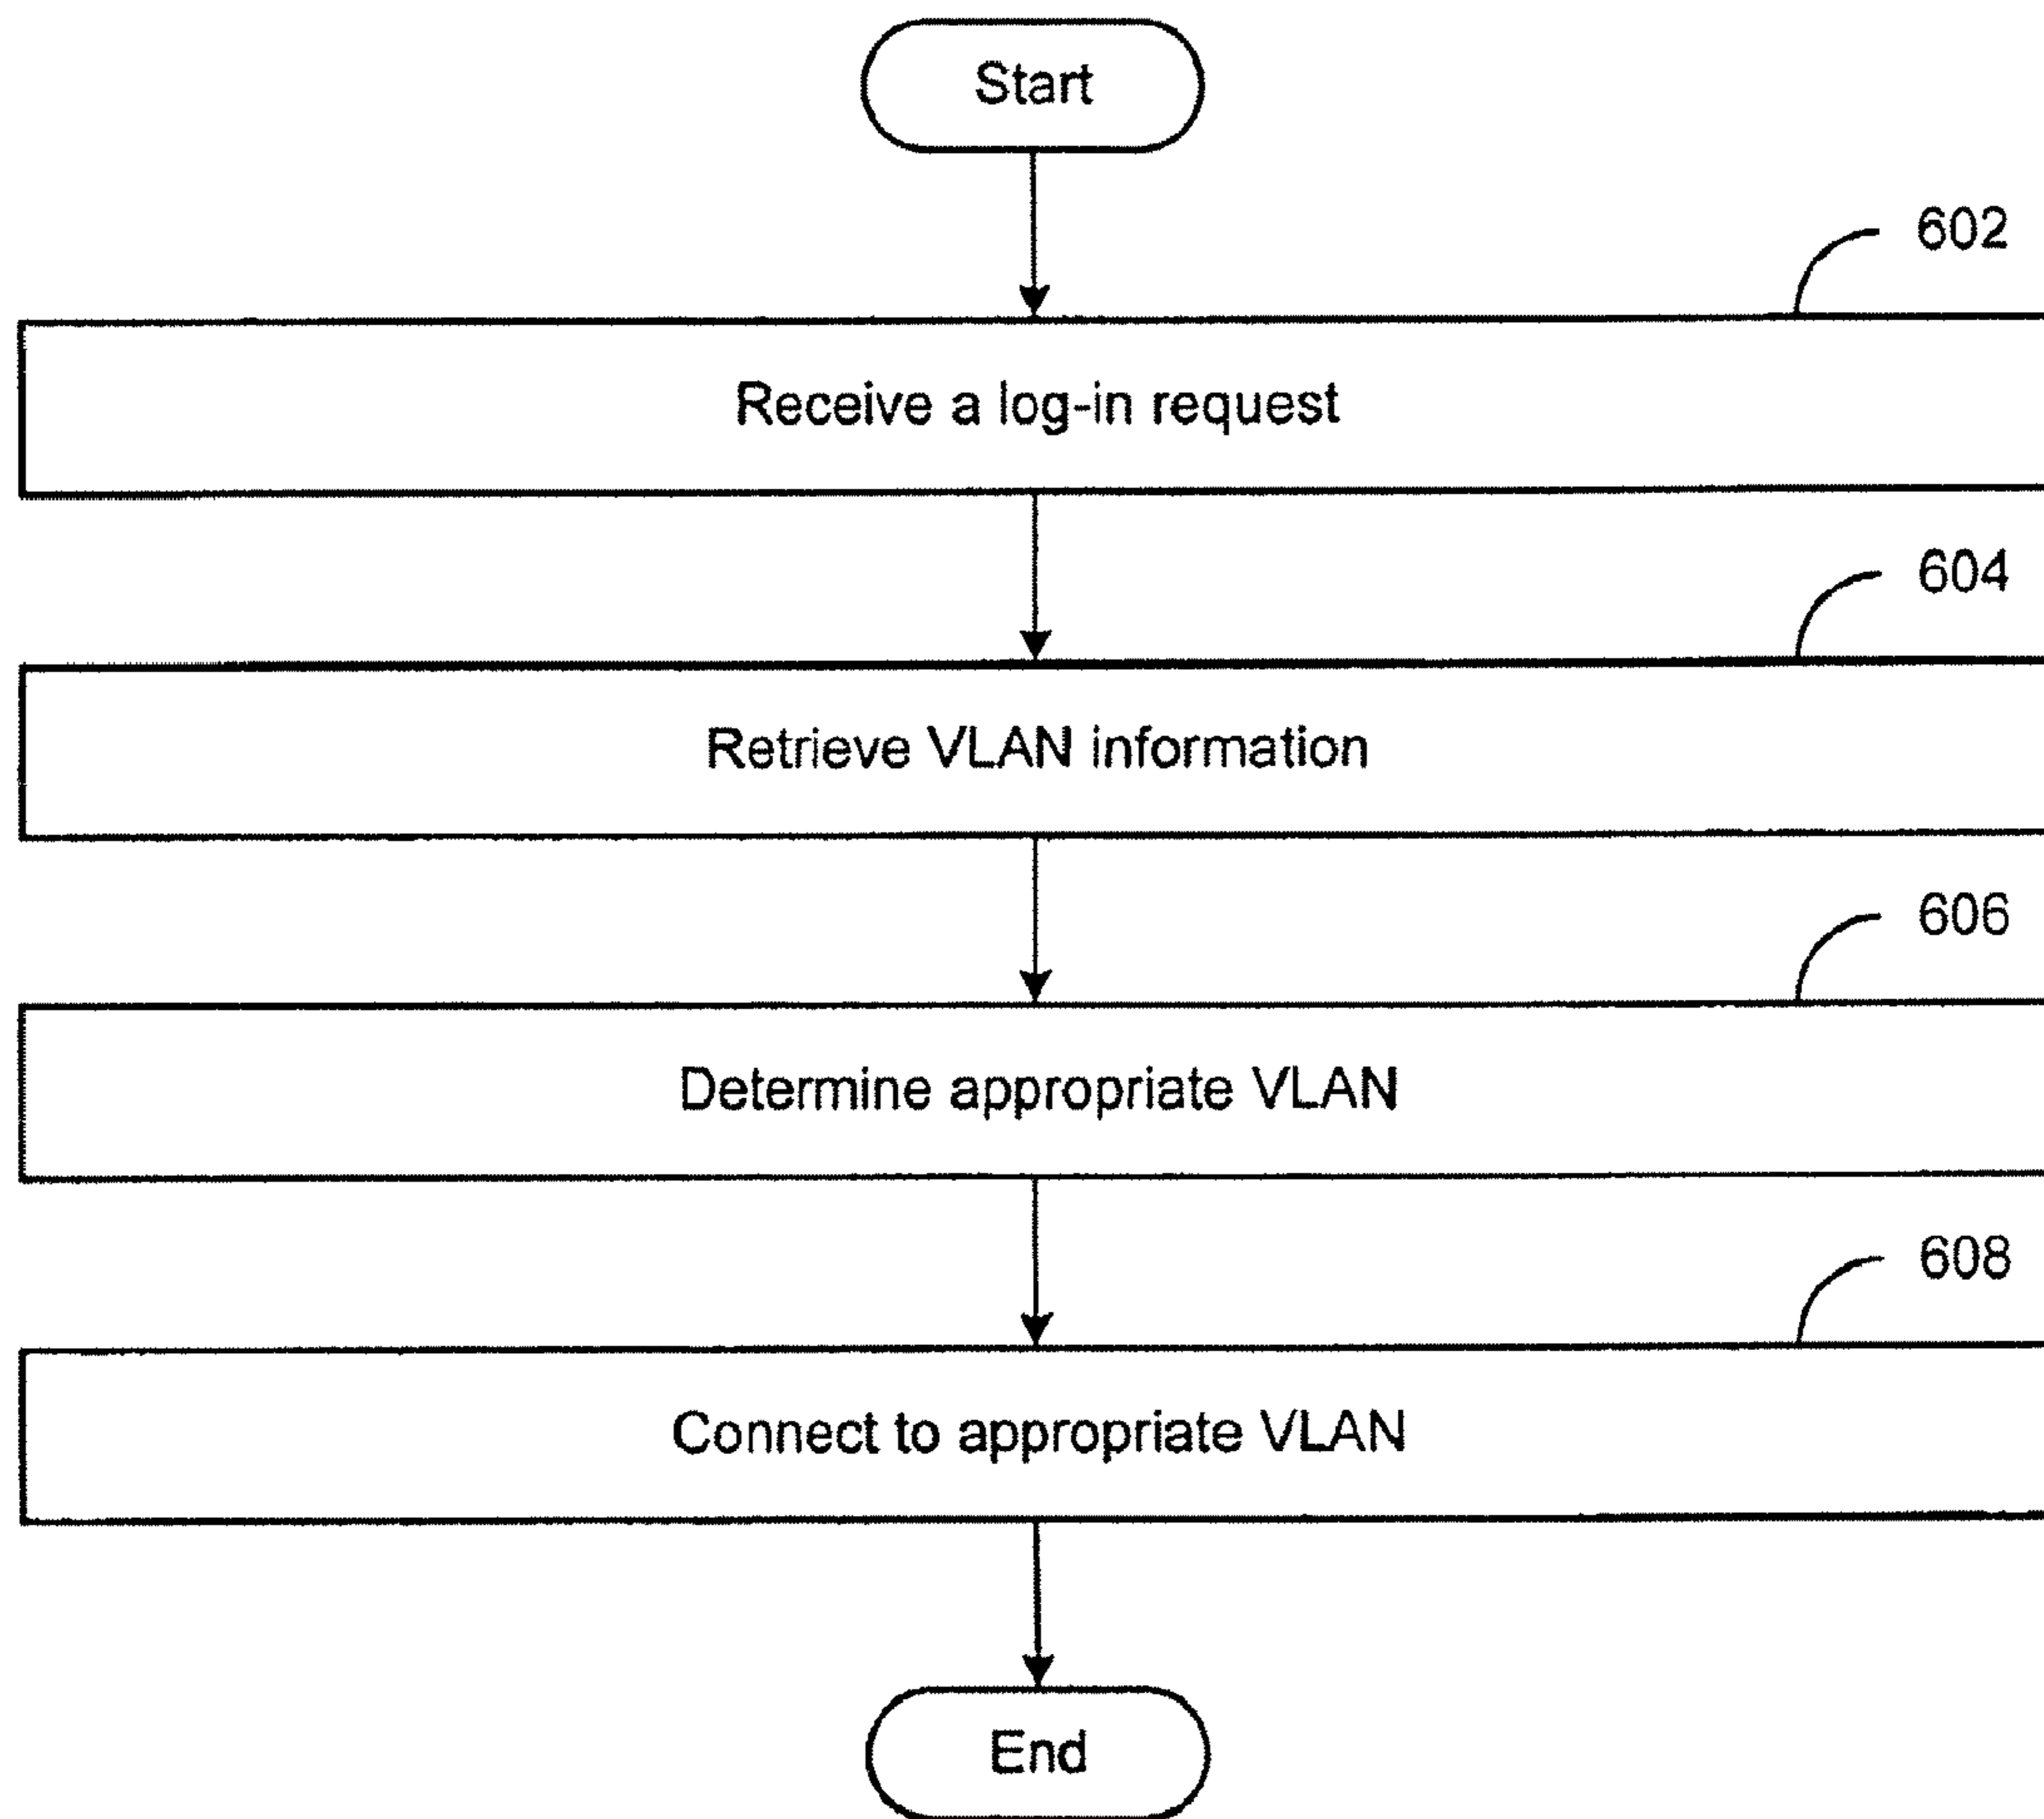 Start
602
Receive a log-in request
604
Retrieve VLAN information
606
Determine appropriate VLAN
608
Connect to appropriate VLAN
End